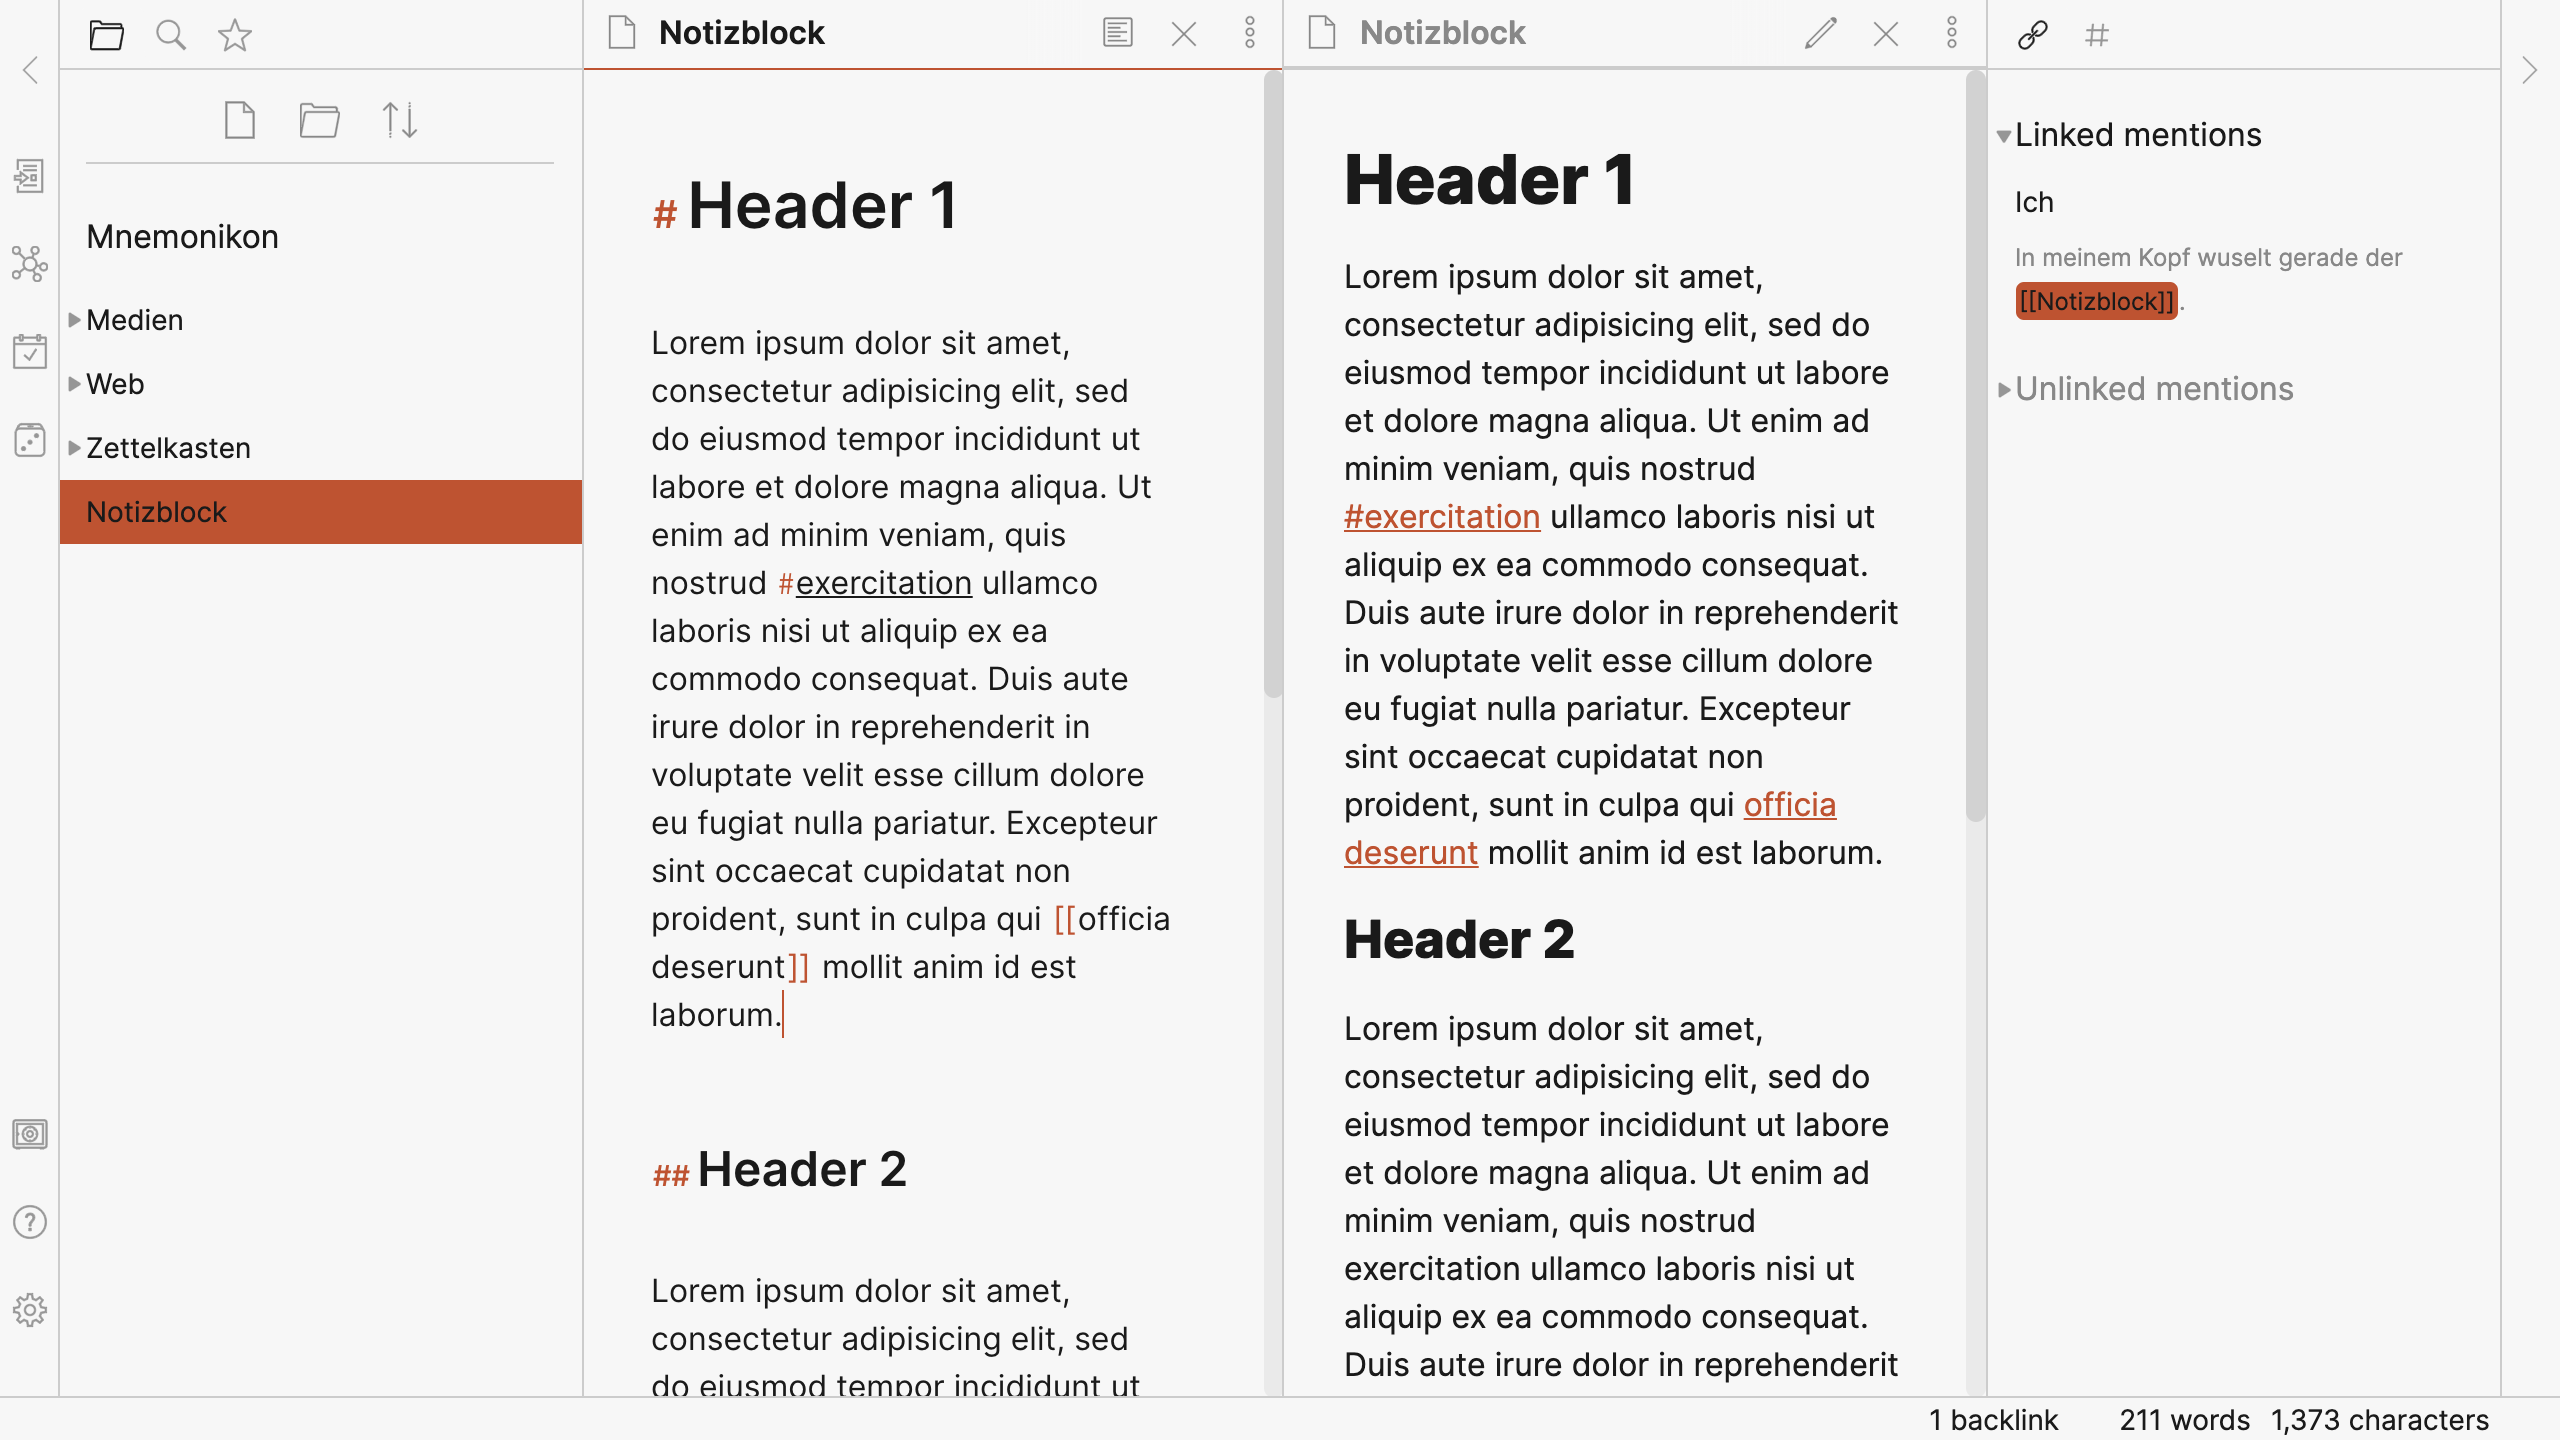 Mnemonikon
Medien
Web
Zettelkasten
Notizblock
Notizblock
# Header 1
Lorem ipsum dolor sit amet,
consectetur adipisicing elit, sed
do eiusmod tempor incididunt ut
labore et dolore magna aliqua. Ut
enim ad minim veniam, quis
nostrud #exercitation ullamco
laboris nisi ut aliquip ex ea
commodo consequat. Duis aute
irure dolor in reprehenderit in
voluptate velit esse cillum dolore
eu fugiat nulla pariatur. Excepteur
sint occaecat cupidatat non
proident, sunt in culpa qui [[officia
deserunt]] mollit anim id est
laborum.
## Header 2
Lorem ipsum dolor sit amet,
consectetur adipisicing elit, sed
do eiusmod tempor incididunt ut
Notizblock
Header 1
Lorem ipsum dolor sit amet,
consectetur adipisicing elit, sed do
eiusmod tempor incididunt ut labore
et dolore magna aliqua. Ut enim ad
minim veniam, quis nostrud
#exercitation ullamco laboris nisi ut
aliquip ex ea commodo consequat.
Duis aute irure dolor in reprehenderit
in voluptate velit esse cillum dolore
eu fugiat nulla pariatur. Excepteur
sint occaecat cupidatat non
proident, sunt in culpa qui officia
deserunt mollit anim id est laborum.
Header 2
Lorem ipsum dolor sit amet,
consectetur adipisicing elit, sed do
eiusmod tempor incididunt ut labore
et dolore magna aliqua. Ut enim ad
minim veniam, quis nostrud
exercitation ullamco laboris nisi ut
aliquip ex ea commodo consequat.
Duis aute irure dolor in reprehenderit
Linked mentions
Ich
In meinem Kopf wuselt gerade der
[[Notizblock]].
Unlinked mentions
1 backlink 211 words 1,373 characters